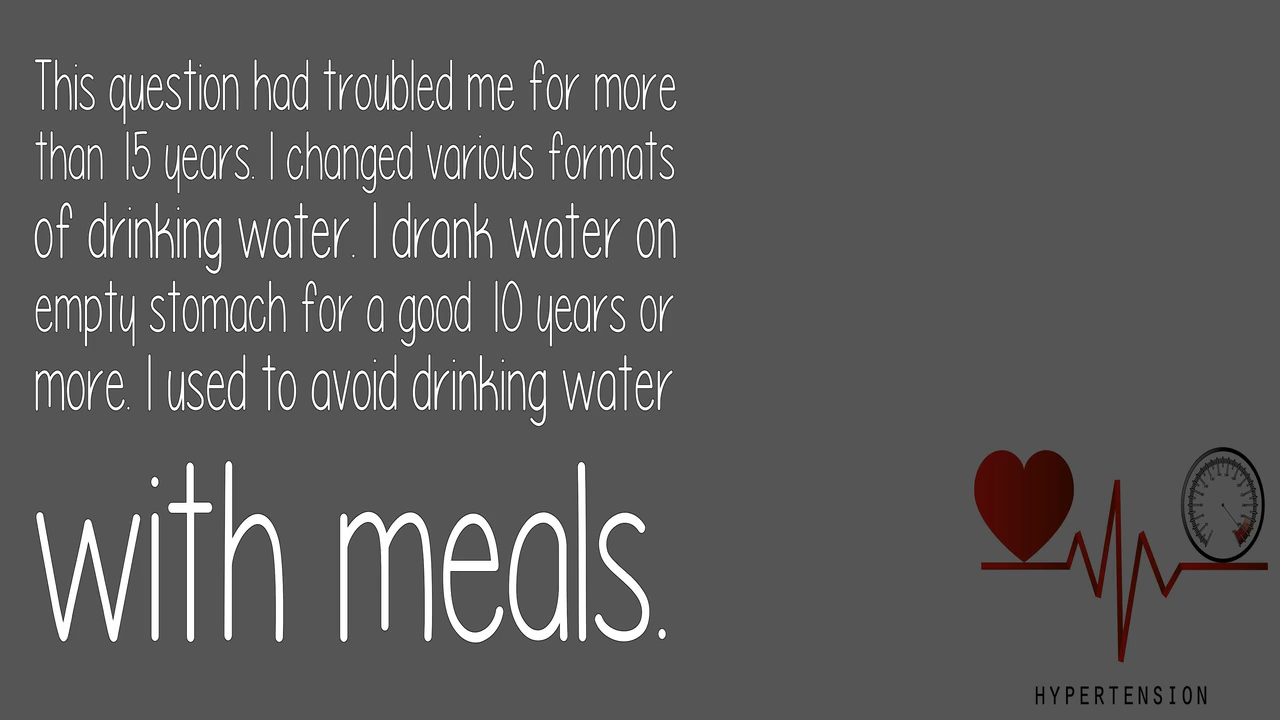 This question had troubled me for more
than 15 years. I changed various formats
of drinking water. I drank water on
empty stomach for a good 10 years or
more. I used to avoid drinking water
with meals.
HYPERTENSION